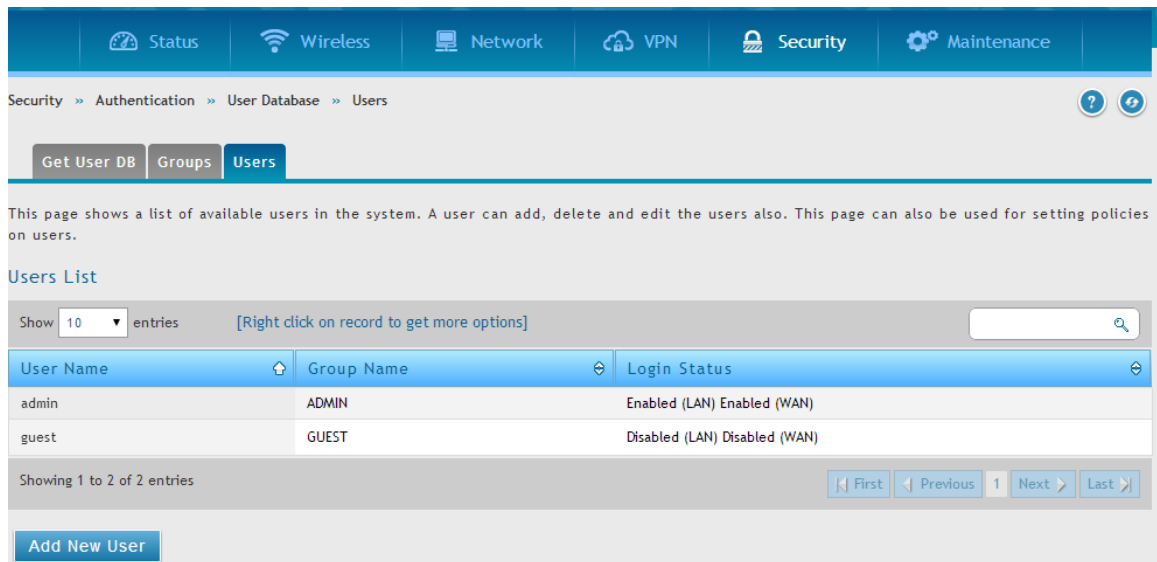 Status Wireless Network VPN Security Maintenance
Security » Authentication » User Database » Users
Get User DB Groups Users
This page shows a list of available users in the system. A user can add, delete and edit the users also. This page can also be used for setting policies
on users.
Users List
Show 10 entries [Right click on record to get more options]
User Name Group Name Login Status
admin ADMIN Enabled (LAN) Enabled (WAN)
guest GUEST Disabled (LAN) Disabled (WAN)
Showing 1 to 2 of 2 entries First Previous 1 Next Last
Add New User